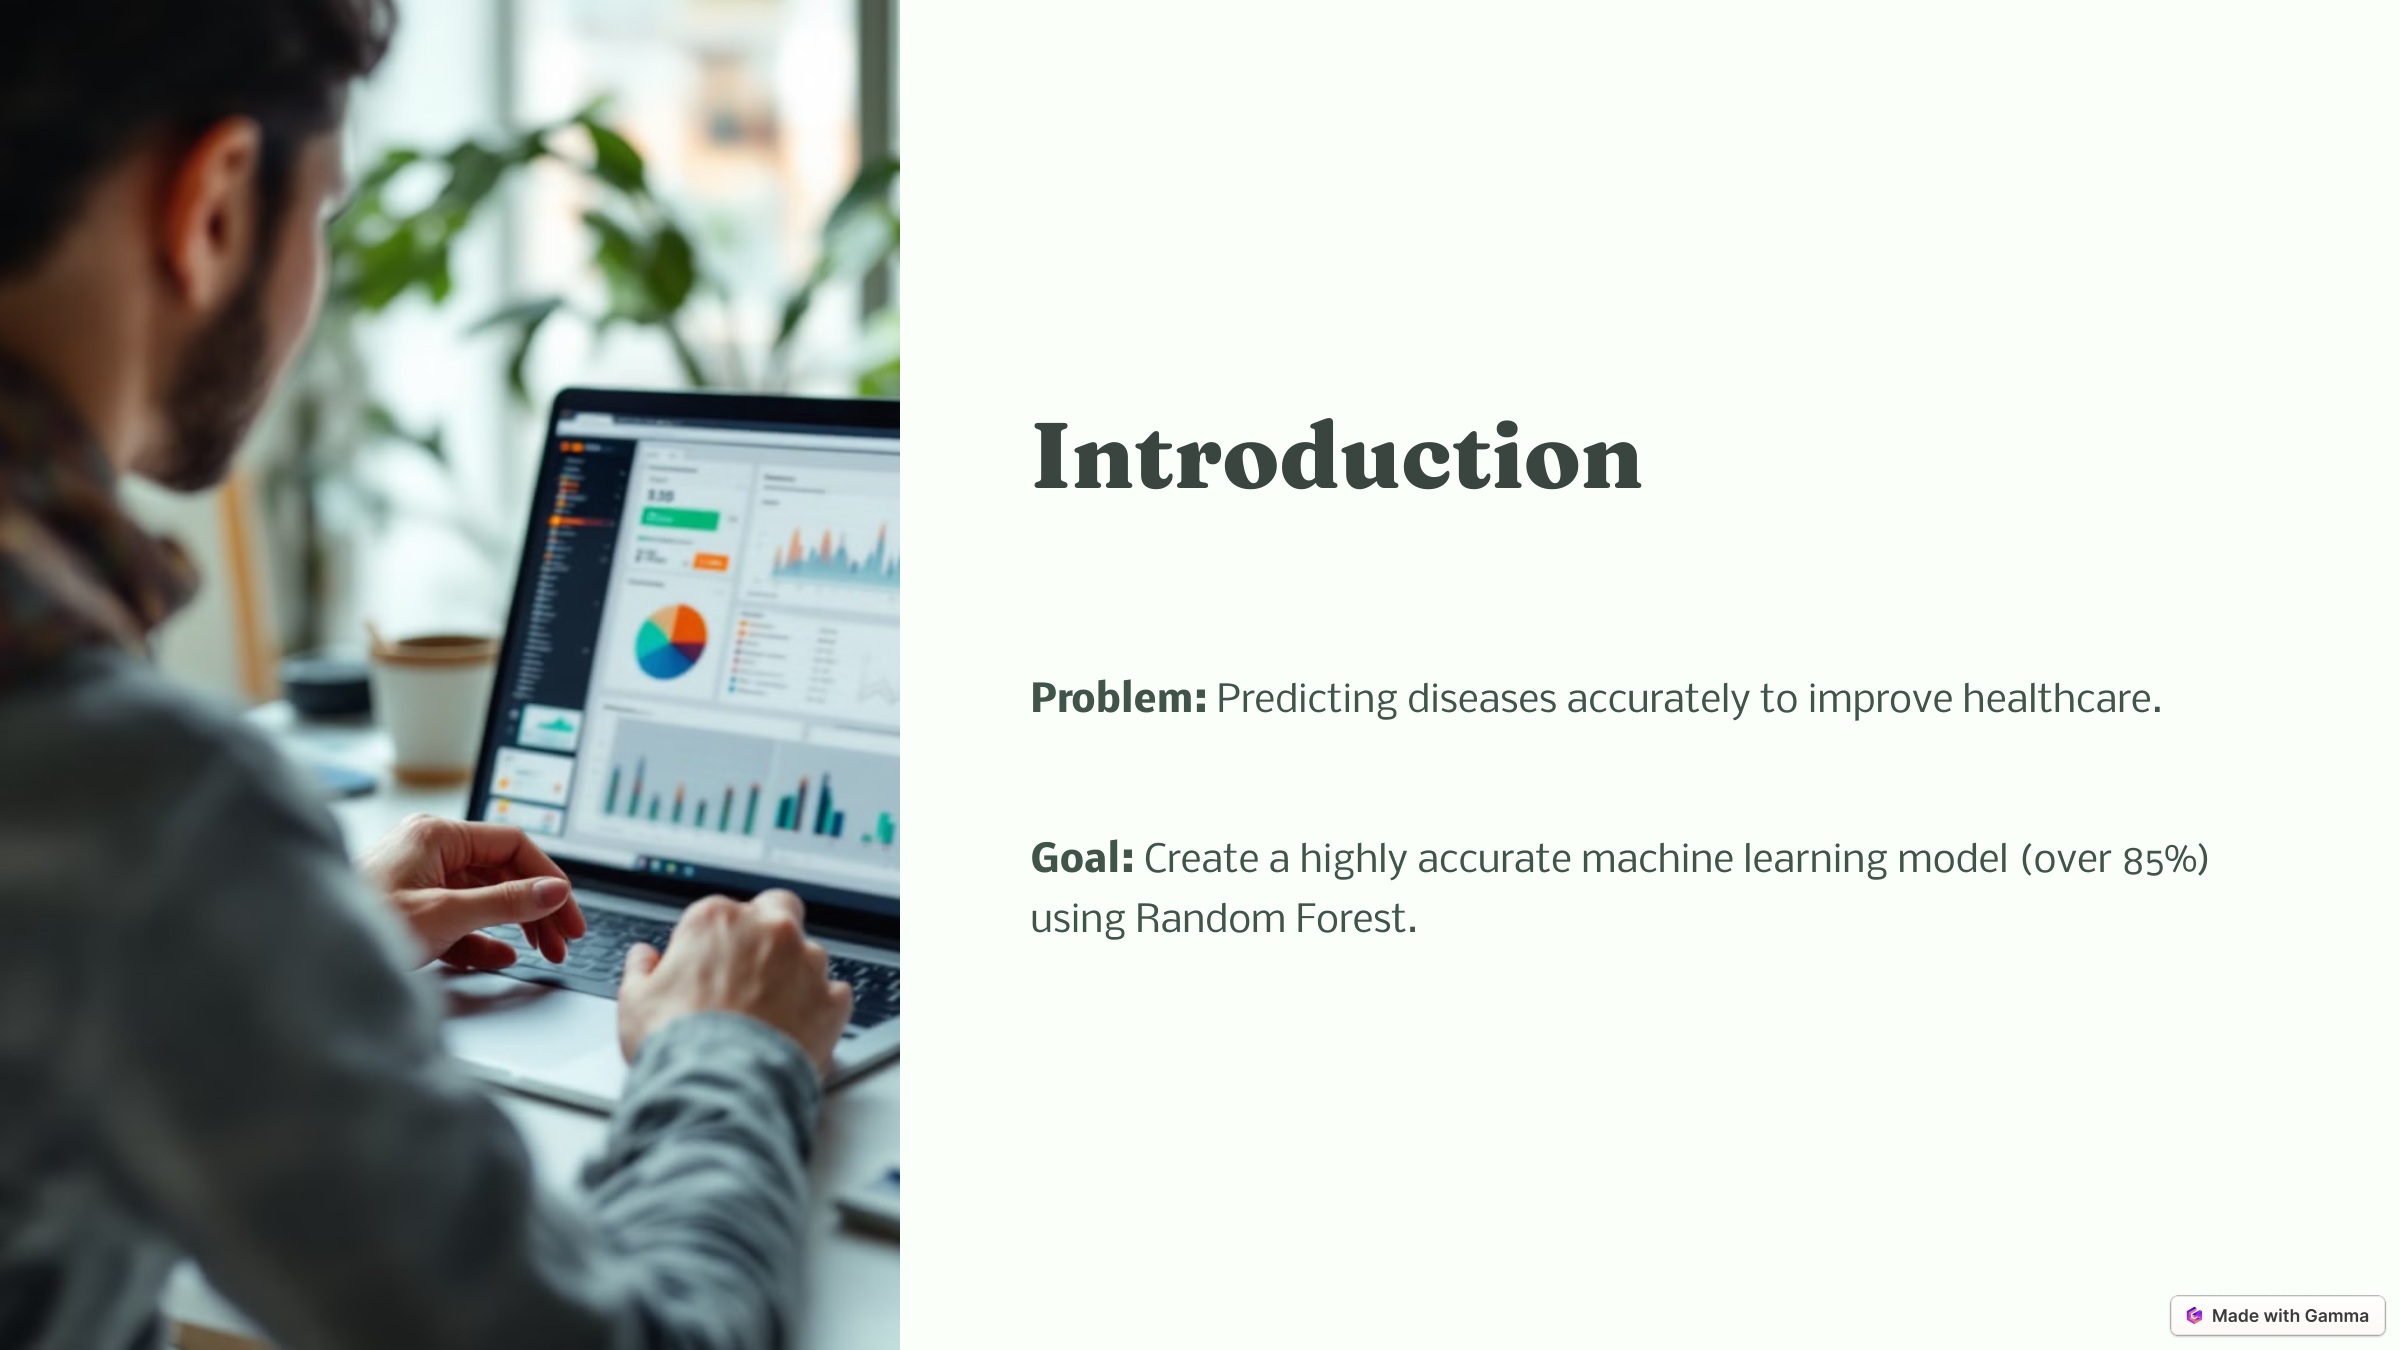 Introduction
Problem: Predicting diseases accurately to improve healthcare.
Goal: Create a highly accurate machine learning model (over 85%)
using Random Forest.
Made with Gamma